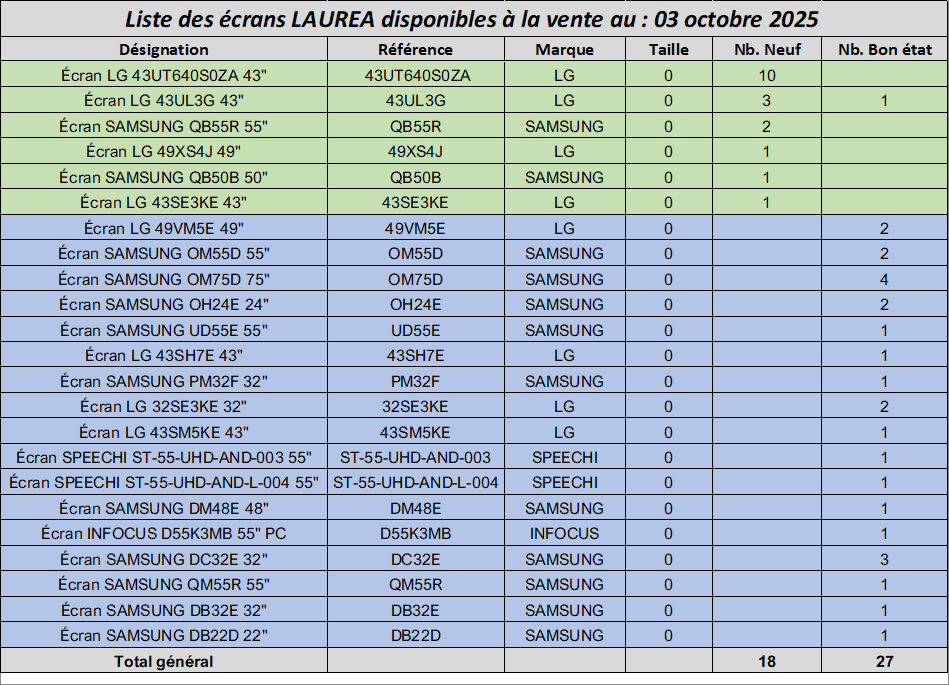 Liste des écrans LAUREA disponibles à la vente au : 03 octobre 2025
Désignation Référence Marque Taille Nb. Neuf Nb. Bon état
Écran LG 43UT640S0ZA 43" 43UT640S0ZA LG 0 10
Écran LG 43UL3G 43" 43UL3G LG 0 3 1
Écran SAMSUNG QB55R 55" QB55R SAMSUNG 0 2
Écran LG 49XS4J 49" 49XS4J LG 0 1
Écran SAMSUNG QB50B 50" QB50B SAMSUNG 0 1
Écran LG 43SE3KE 43" 43SE3KE LG 0 1
Écran LG 49VM5E 49" 49VM5E LG 0 2
Écran SAMSUNG OM55D 55" OM55D SAMSUNG 0 2
Écran SAMSUNG OM75D 75" OM75D SAMSUNG 0 4
Écran SAMSUNG OH24E 24" OH24E SAMSUNG 0 2
Écran SAMSUNG UD55E 55" UD55E SAMSUNG 0 1
Écran LG 43SH7E 43" 43SH7E LG 0 1
Écran SAMSUNG PM32F 32" PM32F SAMSUNG 0 1
Écran LG 32SE3KE 32" 32SE3KE LG 0 2
Écran LG 43SM5KE 43" 43SM5KE LG 0 1
Écran SPEECHI ST-55-UHD-AND-003 55" ST-55-UHD-AND-003 SPEECHI 0 1
Écran SPEECHI ST-55-UHD-AND-L-004 55" ST-55-UHD-AND-L-004 SPEECHI 0 1
Écran SAMSUNG DM48E 48" DM48E SAMSUNG 0 1
Écran INFOCUS D55K3MB 55" PC D55K3MB INFOCUS 0 1
Écran SAMSUNG DC32E 32" DC32E SAMSUNG 0 3
Écran SAMSUNG QM55R 55" QM55R SAMSUNG 0 1
Écran SAMSUNG DB32E 32" DB32E SAMSUNG 0 1
Écran SAMSUNG DB22D 22" DB22D SAMSUNG 0 1
Total général 18 27